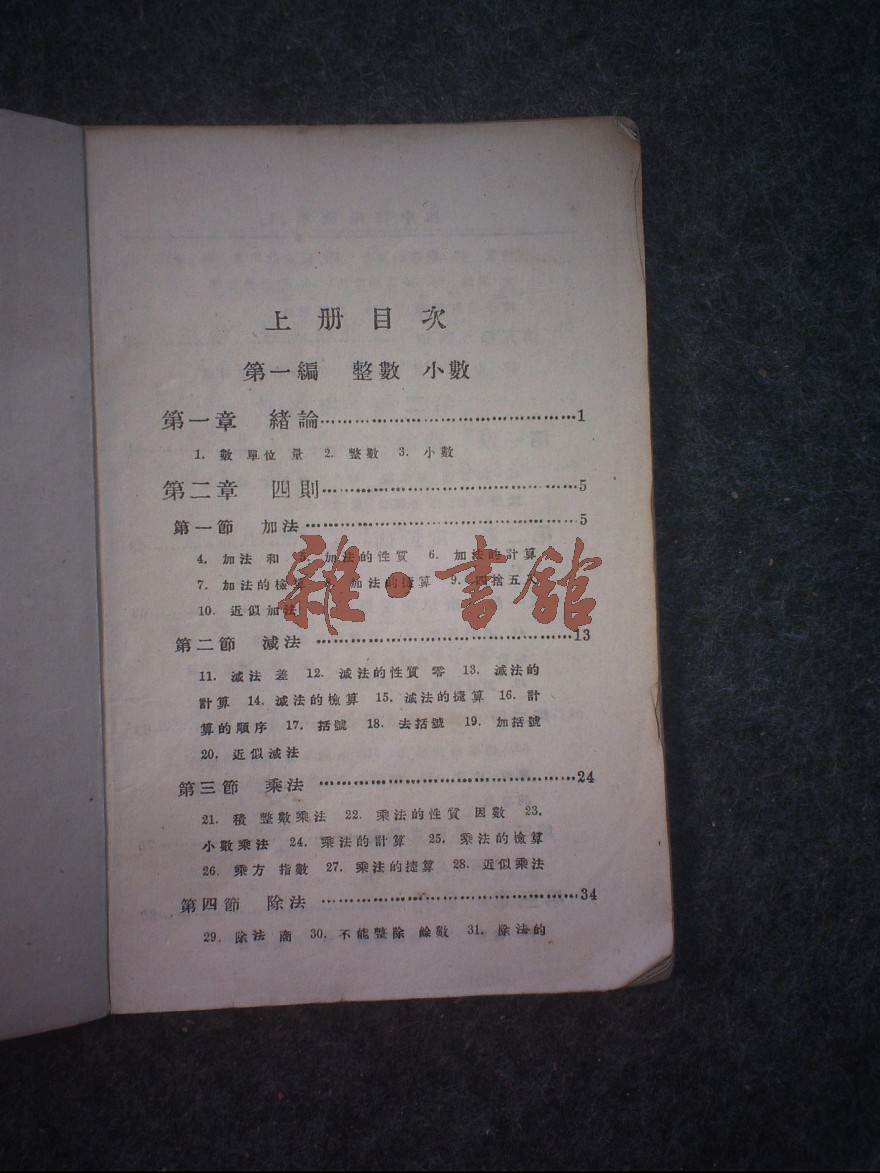 上册目次
第一編 整數 小數
第一章 緒論…………………………………1
1. 數 單位 量 2. 整數 3. 小數
第二章 四則…………………………………5
第一節 加法…………………………………5
4. 加法 和 5. 加法的性質 6. 加法的計算
7. 加法的檢算 8. 加法的捷算 9. 四捨五入
10. 近似加法
雜·書館
第二節 減法…………………………………13
11. 減法 差 12. 減法的性質 零 13. 減法的
計算 14. 減法的檢算 15. 減法的捷算 16. 計
算的順序 17. 括號 18. 去括號 19. 加括號
20. 近似減法
第三節 乘法…………………………………24
21. 積 整數乘法 22. 乘法的性質 因數 23.
小數乘法 24. 乘法的計算 25. 乘法的檢算
26. 乘方 指數 27. 乘法的捷算 28. 近似乘法
第四節 除法…………………………………34
29. 除法 商 30. 不能整除 餘數 31. 除法的